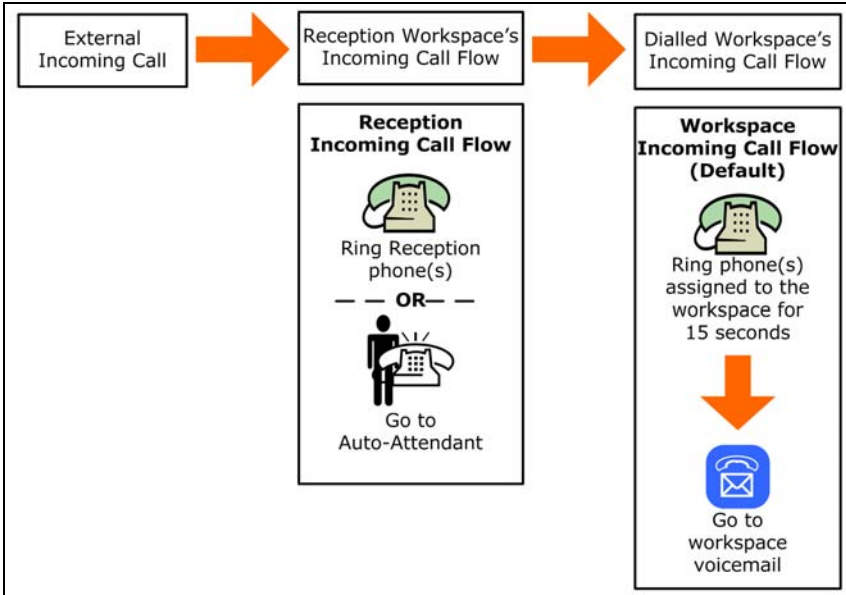 External
Incoming Call
Reception Workspace's
Incoming Call Flow
Dialled Workspace's
Incoming Call Flow
Reception
Incoming Call Flow
Ring Reception
phone(s)
— — OR— —
Go to
Auto-Attendant
Workspace
Incoming Call Flow
(Default)
Ring phone(s)
assigned to the
workspace for
15 seconds
Go to
workspace
voicemail